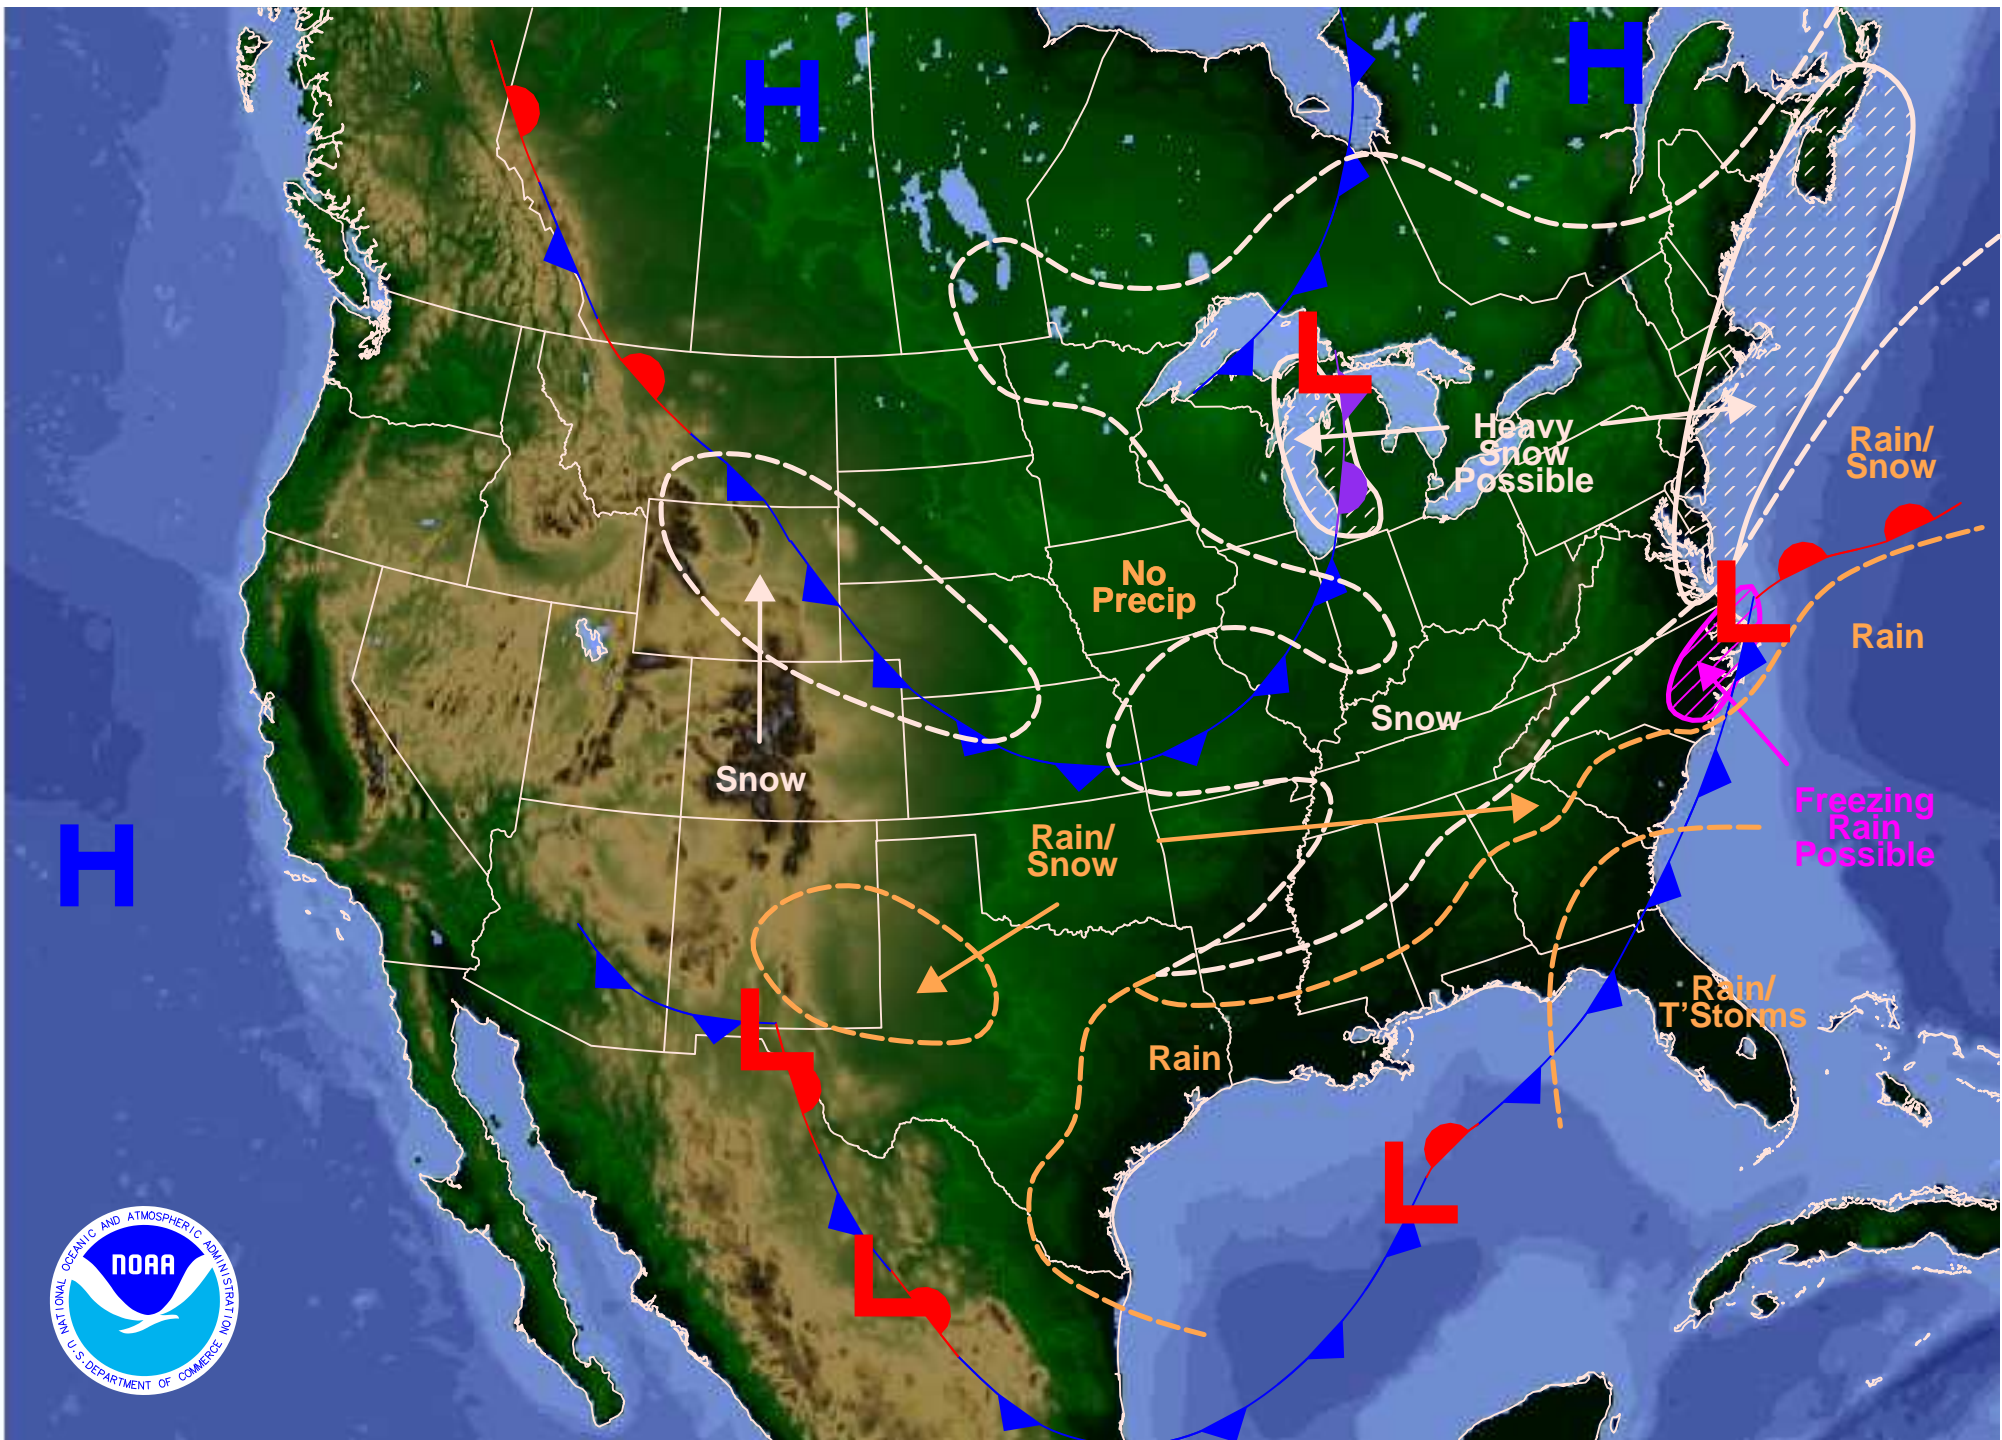 H
H
L
Heavy
Snow
Possible
Rain/
Snow
No
Precip
L
Rain
Snow
Snow
Freezing
Rain
Possible
Rain/
Snow
H
L
Rain
Rain/
T'Storms
L
L
NATIONAL OCEANIC AND ATMOSPHERIC ADMINISTRATION
NOAA
U.S. DEPARTMENT OF COMMERCE